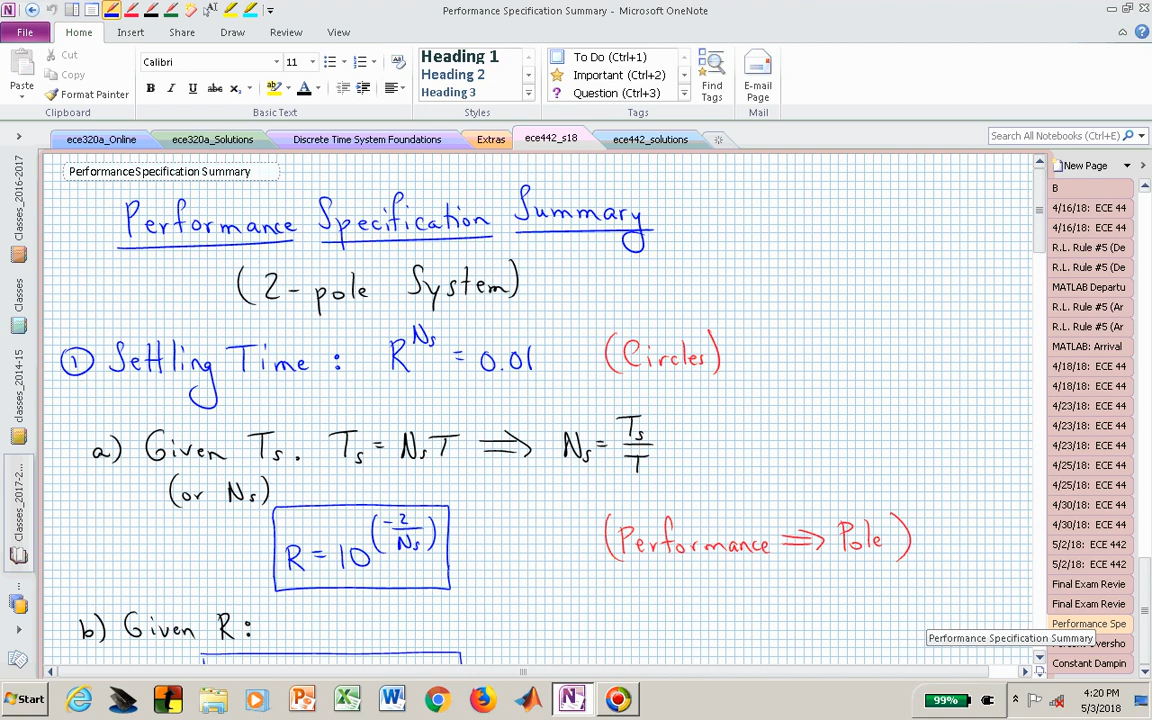 Performance Specification Summary - Microsoft OneNote
File Home Insert Share Draw Review View
Cut
Copy
Format Painter
Paste
Clipboard
Calibri 11
B I U abc x₂ A
Basic Text
Heading 1
Heading 2
Heading 3
Styles
To Do (Ctrl+1)
Important (Ctrl+2)
Question (Ctrl+3)
Tags
Find Tags
E-mail Page
Mail
ece320a_Online ece320a_Solutions Discrete Time System Foundations Extras ece442_s18 ece442_solutions
Search All Notebooks (Ctrl+E)
Classes_2016-2017
Classes
classes_2014-15
Classes_2017-2...
PerformanceSpecification Summary
Performance Specification Summary
(2-pole System)
① Settling Time : R^Ns = 0.01 (Circles)
a) Given Ts. Ts = NsT ⟹ Ns = Ts/T
(or Ns)
R = 10^(-2/Ns) (Performance ⟹ Pole)
b) Given R:
New Page
B
4/16/18: ECE 44
4/16/18: ECE 44
R.L. Rule #5 (De
R.L. Rule #5 (De
MATLAB Departu
R.L. Rule #5 (Ar
R.L. Rule #5 (Ar
MATLAB: Arrival
4/18/18: ECE 44
4/18/18: ECE 44
4/23/18: ECE 44
4/23/18: ECE 44
4/23/18: ECE 44
4/25/18: ECE 44
4/25/18: ECE 44
4/30/18: ECE 44
4/30/18: ECE 44
5/2/18: ECE 442
5/2/18: ECE 442
Final Exam Revie
Final Exam Revie
Performance Spe
Performance Specification Summary
Constant Dampin
Start
99%
4:20 PM
5/3/2018